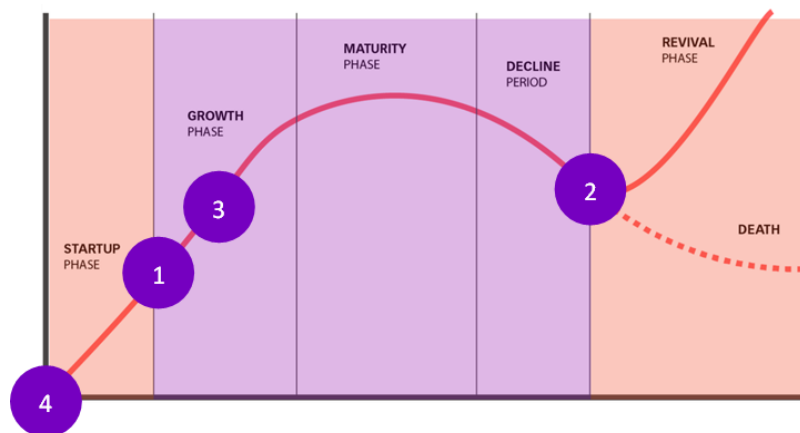 MATURITY
PHASE
DECLINE
PERIOD
REVIVAL
PHASE
GROWTH
PHASE
STARTUP
PHASE
DEATH
1
2
3
4